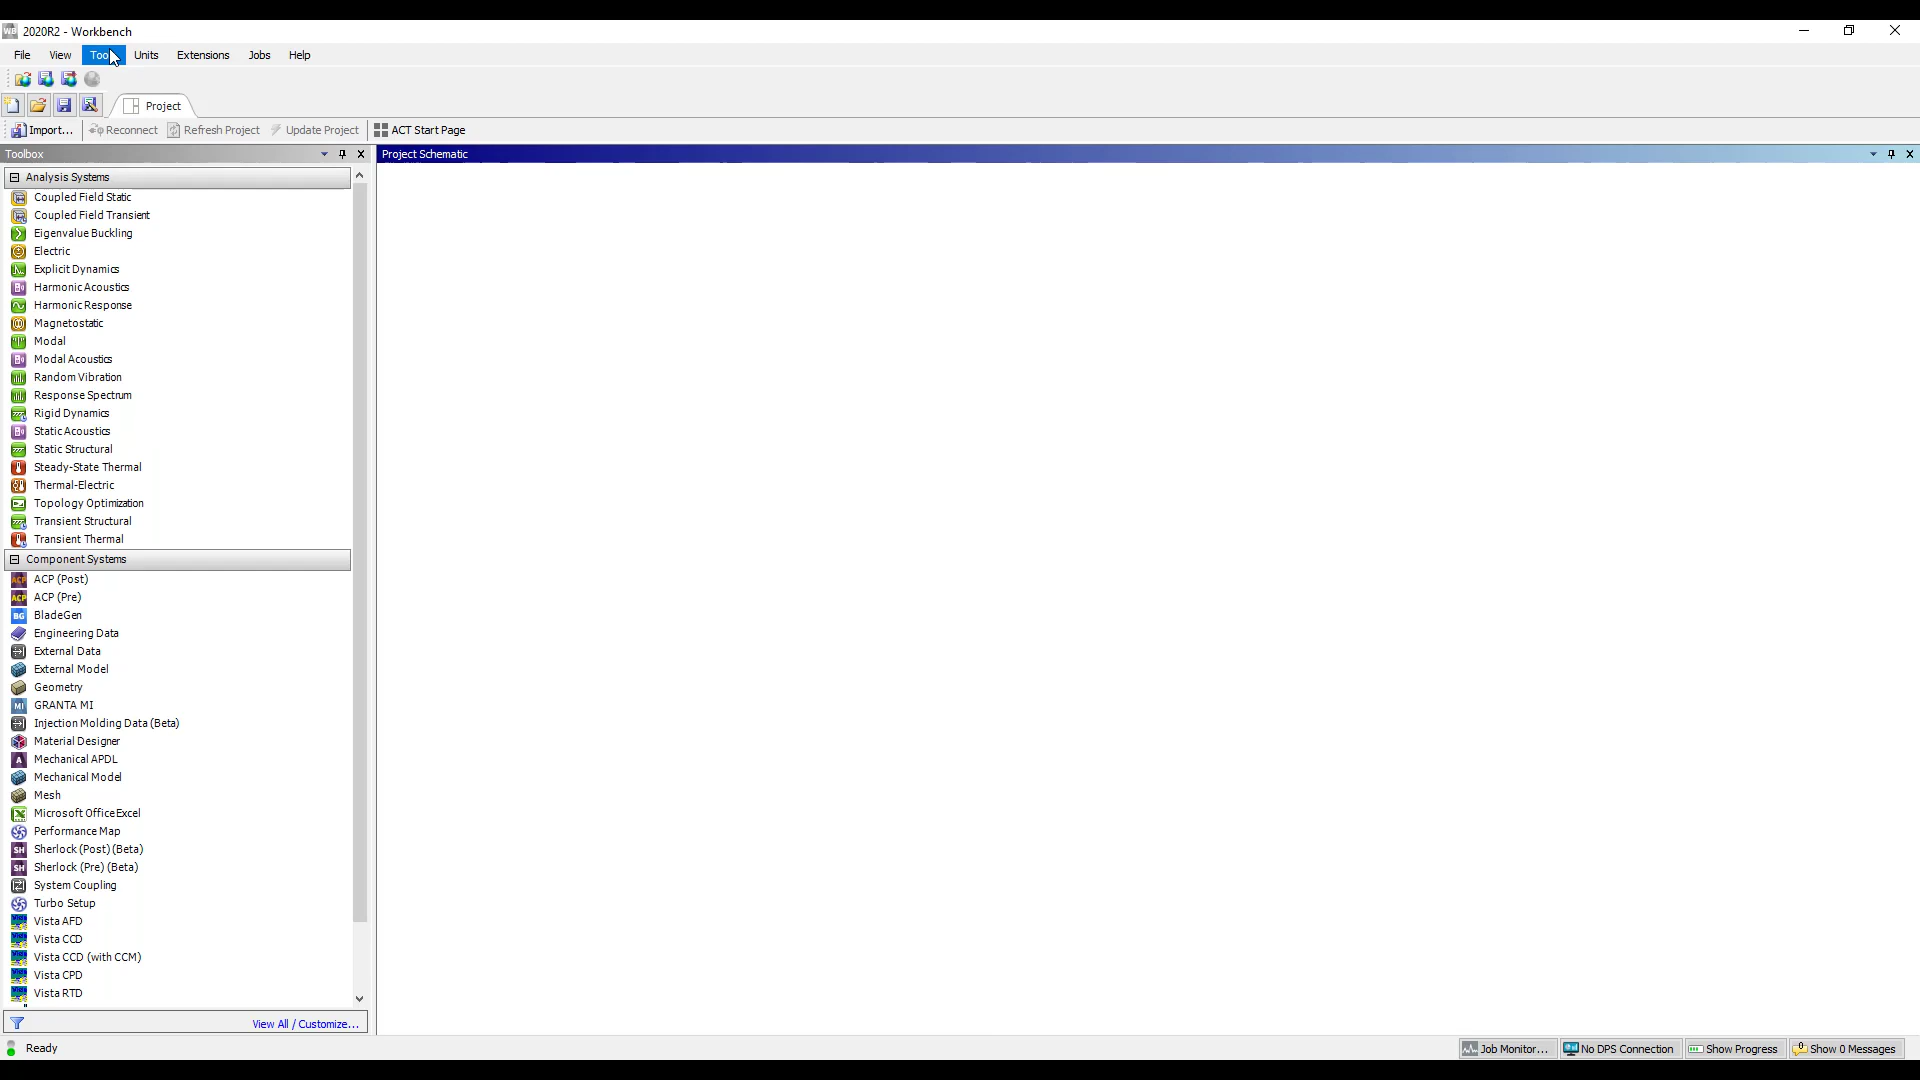 2020R2 - Workbench
File View Too Units Extensions Jobs Help
Project
Import... Reconnect Refresh Project Update Project ACT Start Page
Toolbox
Project Schematic
Analysis Systems
Coupled Field Static
Coupled Field Transient
Eigenvalue Buckling
Electric
Explicit Dynamics
Harmonic Acoustics
Harmonic Response
Magnetostatic
Modal
Modal Acoustics
Random Vibration
Response Spectrum
Rigid Dynamics
Static Acoustics
Static Structural
Steady-State Thermal
Thermal-Electric
Topology Optimization
Transient Structural
Transient Thermal
Component Systems
ACP ACP (Post)
ACP ACP (Pre)
BG BladeGen
Engineering Data
External Data
External Model
Geometry
MI GRANTA MI
Injection Molding Data (Beta)
Material Designer
A Mechanical APDL
Mechanical Model
Mesh
Microsoft Office Excel
Performance Map
SH Sherlock (Post) (Beta)
SH Sherlock (Pre) (Beta)
System Coupling
Turbo Setup
Vista AFD
Vista CCD
Vista CCD (with CCM)
Vista CPD
Vista RTD
View All / Customize...
Ready
Job Monitor... No DPS Connection Show Progress Show 0 Messages